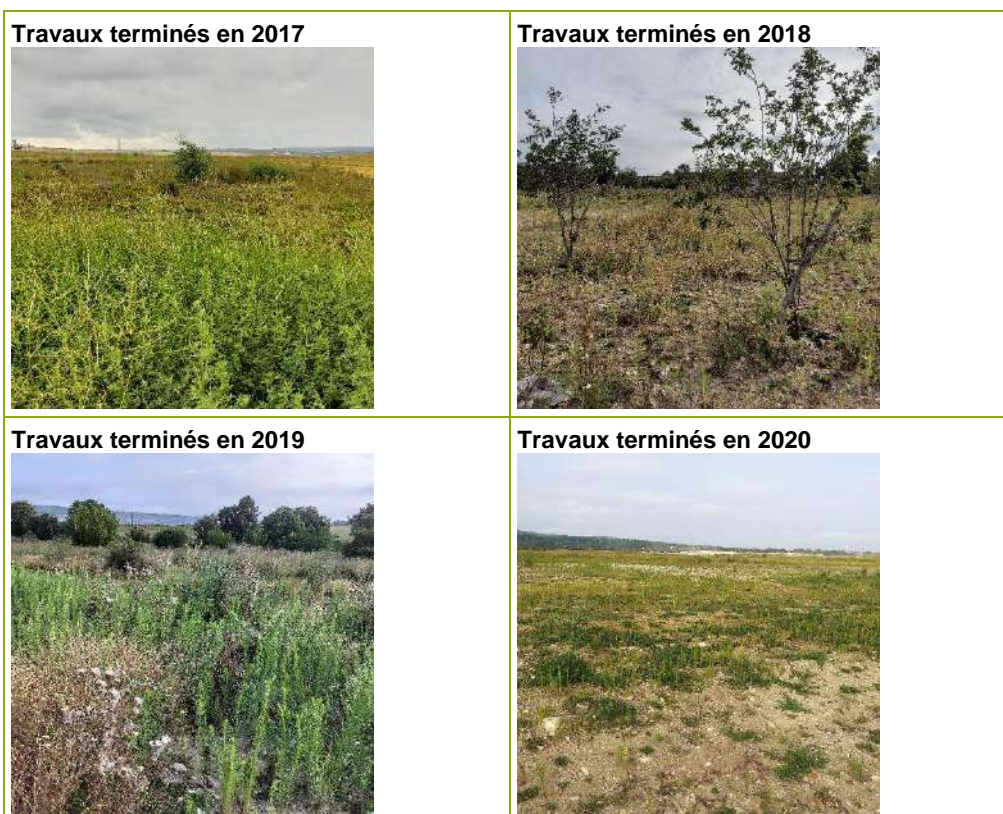 Travaux terminés en 2017
Travaux terminés en 2018
Travaux terminés en 2019
Travaux terminés en 2020